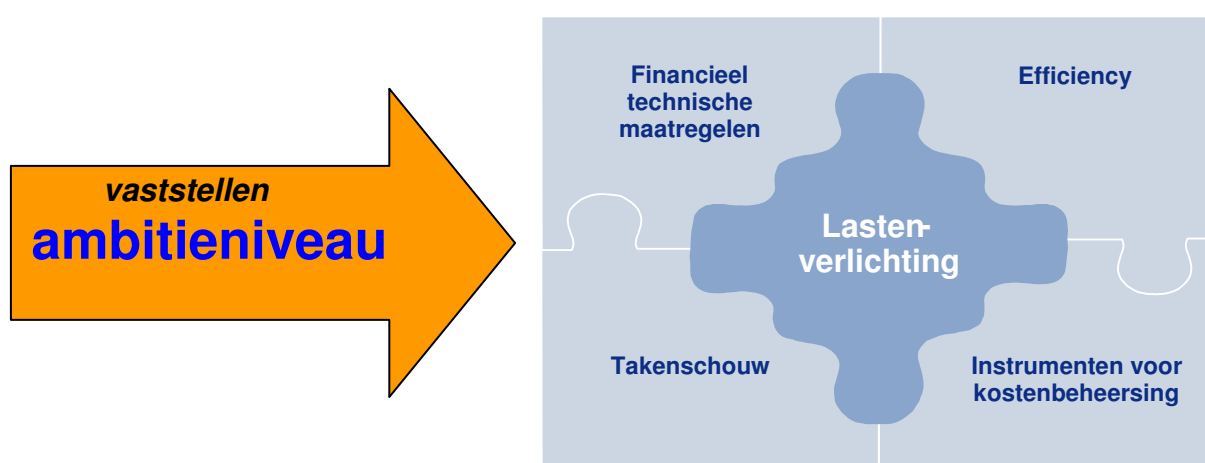 vaststellen
ambitieniveau
Financieel
technische
maatregelen
Efficiency
Lasten-
verlichting
Takenschouw
Instrumenten voor
kostenbeheersing